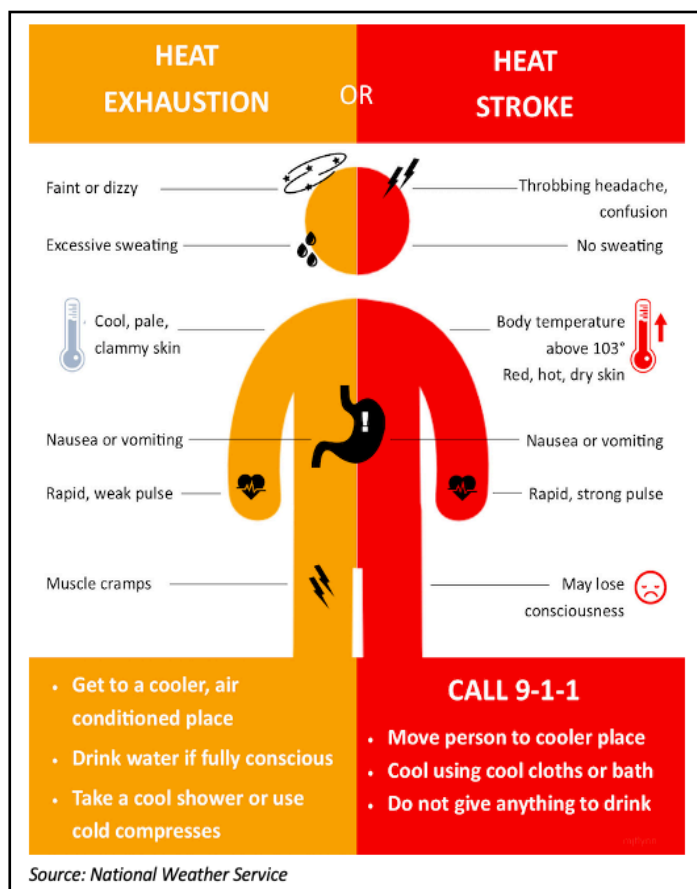 HEAT
EXHAUSTION
OR
HEAT
STROKE
Faint or dizzy
Throbbing headache,
confusion
Excessive sweating
No sweating
Cool, pale,
clammy skin
Body temperature
above 103°
Red, hot, dry skin
!
Nausea or vomiting
Nausea or vomiting
Rapid, weak pulse
Rapid, strong pulse
Muscle cramps
May lose
consciousness
• Get to a cooler, air
conditioned place
• Drink water if fully conscious
• Take a cool shower or use
cold compresses
CALL 9-1-1
• Move person to cooler place
• Cool using cool cloths or bath
• Do not give anything to drink
Source: National Weather Service